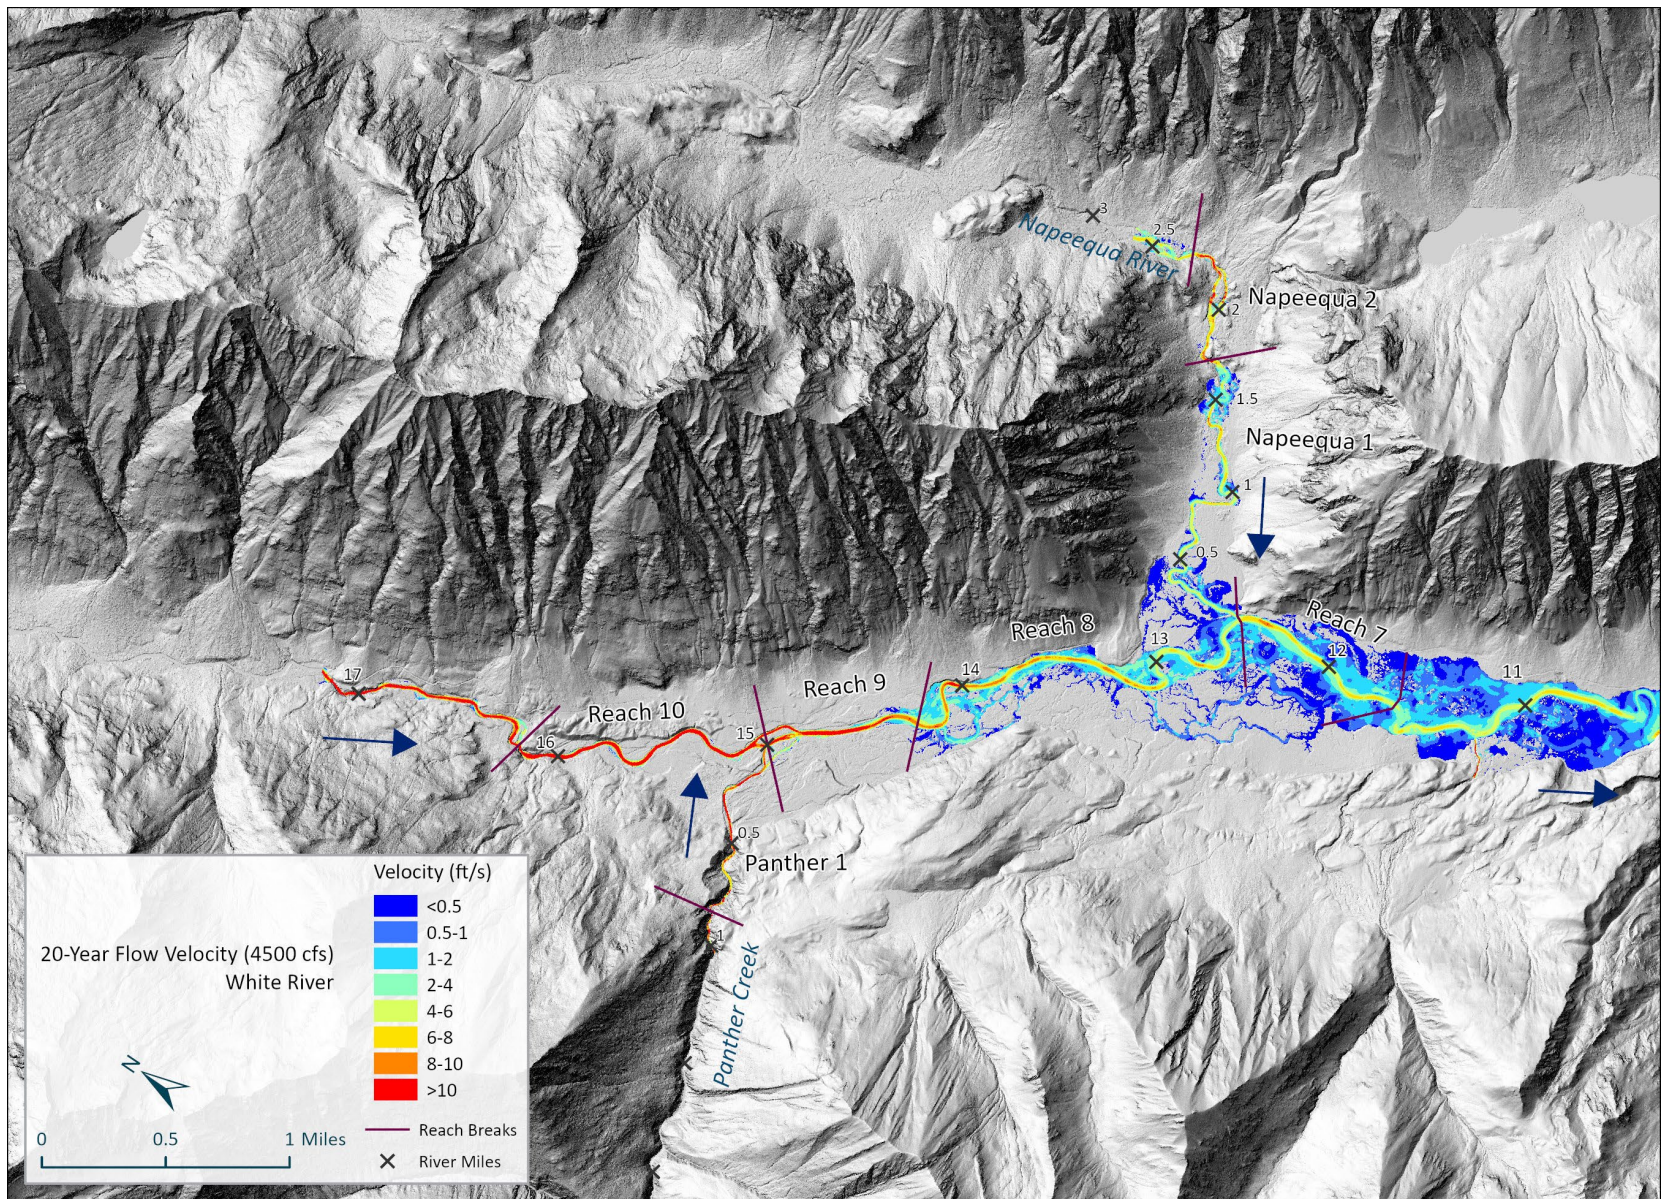 3
2.5
Napeequa River
Napeequa 2
2
1.5
Napeequa 1
1
0.5
Reach 7
Reach 8
13
12
11
17
14
Reach 9
Reach 10
16
15
0.5
Panther 1
1
Panther Creek
Velocity (ft/s)
<0.5
0.5-1
1-2
2-4
4-6
6-8
8-10
>10
20-Year Flow Velocity (4500 cfs)
White River
N
0 0.5 1 Miles
Reach Breaks
River Miles